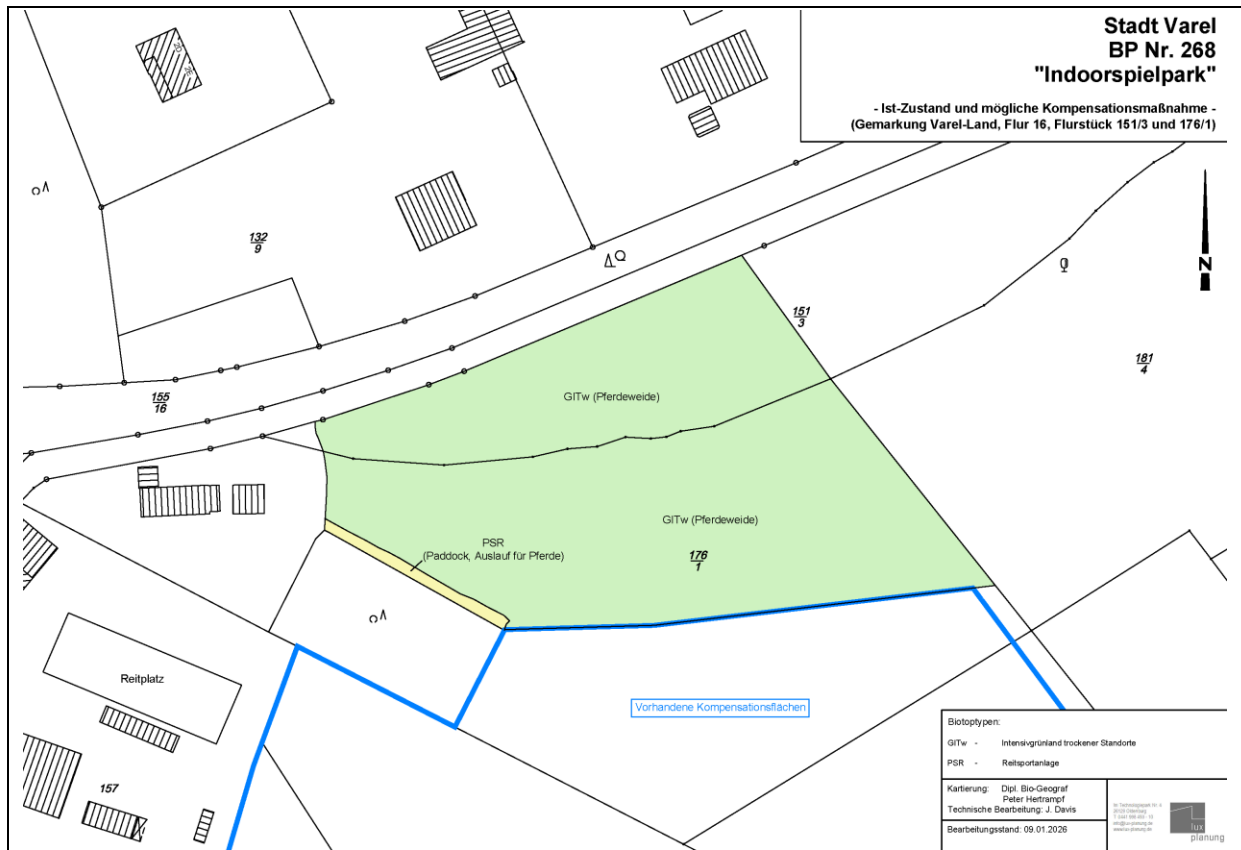 Stadt Varel
BP Nr. 268
"Indoorspielpark"
- Ist-Zustand und mögliche Kompensationsmaßnahme -
(Gemarkung Varel-Land, Flur 16, Flurstück 151/3 und 176/1)
N
132
9
151
3
181
4
155
16
GITw (Pferdeweide)
GITw (Pferdeweide)
176
1
PSR
(Paddock, Auslauf für Pferde)
Reitplatz
157
Vorhandene Kompensationsflächen
Biotoptypen:
GITw - Intensivgrünland trockener Standorte
PSR - Reitsportanlage
Kartierung: Dipl. Bio-Geograf
Peter Hertrampf
Technische Bearbeitung: J. Davis
Bearbeitungsstand: 09.01.2026
lux
planung